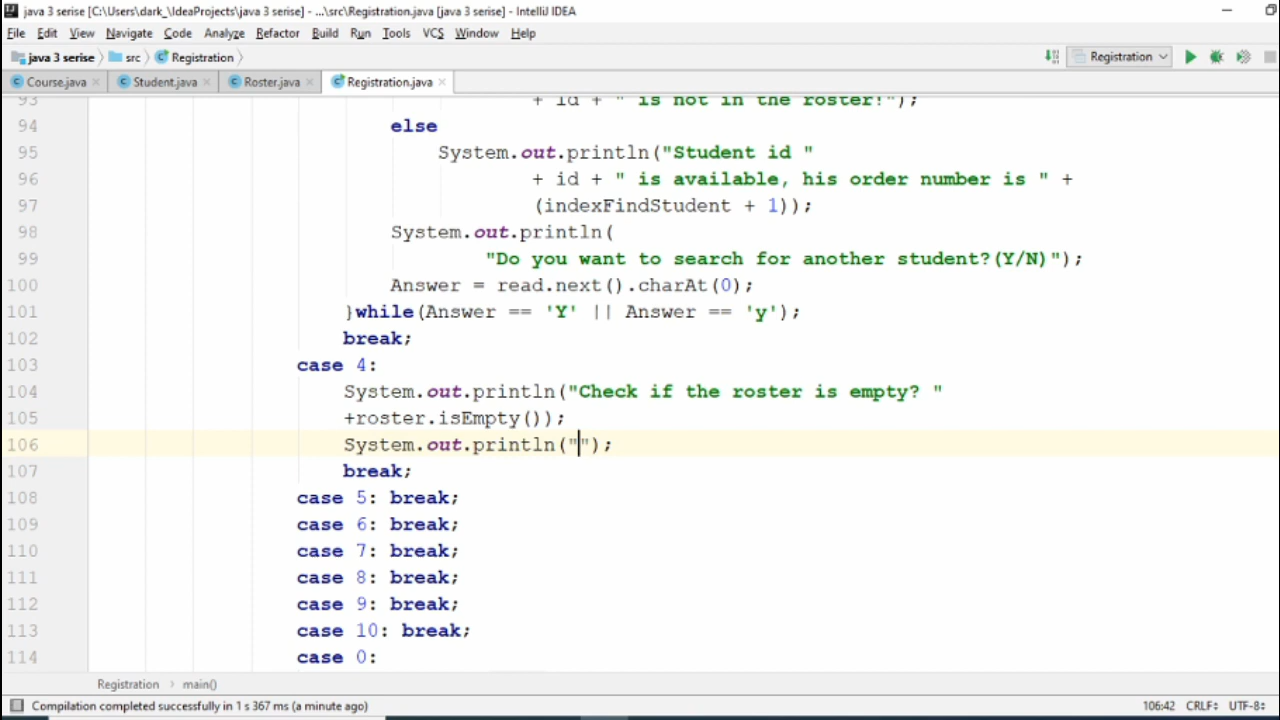 java 3 serise [C:\Users\dark_\IdeaProjects\java 3 serise] - ...\src\Registration.java [java 3 serise] - IntelliJ IDEA
File Edit View Navigate Code Analyze Refactor Build Run Tools VCS Window Help
java 3 serise src Registration Registration
Course.java Student.java Roster.java Registration.java
93 + id + " is not in the roster!");
94 else
95 System.out.println("Student id "
96 + id + " is available, his order number is " +
97 (indexFindStudent + 1));
98 System.out.println(
99 "Do you want to search for another student?(Y/N)");
100 Answer = read.next().charAt(0);
101 }while(Answer == 'Y' || Answer == 'y');
102 break;
103 case 4:
104 System.out.println("Check if the roster is empty? "
105 +roster.isEmpty());
106 System.out.println("");
107 break;
108 case 5: break;
109 case 6: break;
110 case 7: break;
111 case 8: break;
112 case 9: break;
113 case 10: break;
114 case 0:
Registration main()
Compilation completed successfully in 1 s 367 ms (a minute ago) 106:42 CRLF UTF-8